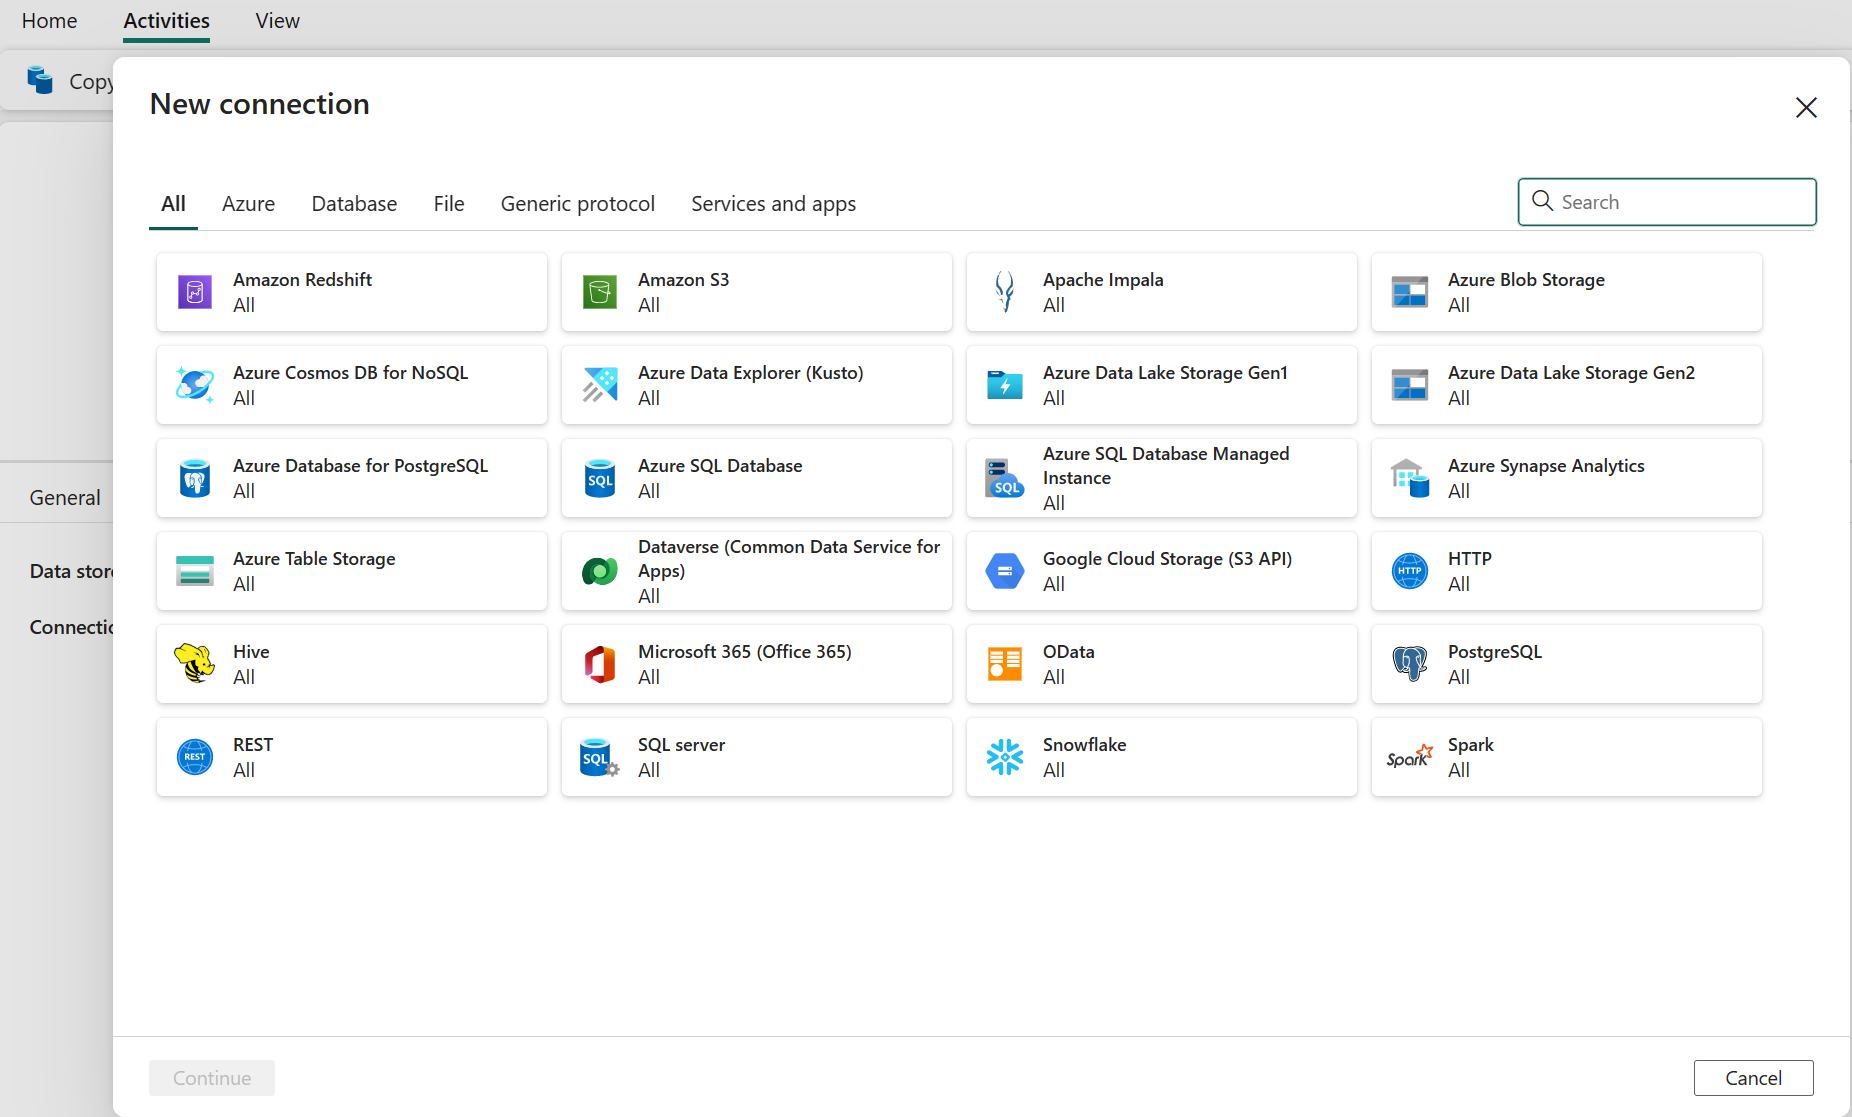 Home Activities View
Copy
New connection
All Azure Database File Generic protocol Services and apps
Search
Amazon Redshift
All
Amazon S3
All
Apache Impala
All
Azure Blob Storage
All
Azure Cosmos DB for NoSQL
All
Azure Data Explorer (Kusto)
All
Azure Data Lake Storage Gen1
All
Azure Data Lake Storage Gen2
All
Azure Database for PostgreSQL
All
SQL
Azure SQL Database
All
SQL
Azure SQL Database Managed
Instance
All
Azure Synapse Analytics
All
General
Azure Table Storage
All
Dataverse (Common Data Service for
Apps)
All
Google Cloud Storage (S3 API)
All
HTTP
HTTP
All
Data stor
Connectio
Hive
All
Microsoft 365 (Office 365)
All
OData
All
PostgreSQL
All
REST
REST
All
SQL
SQL server
All
Snowflake
All
Spark
Spark
All
Continue
Cancel